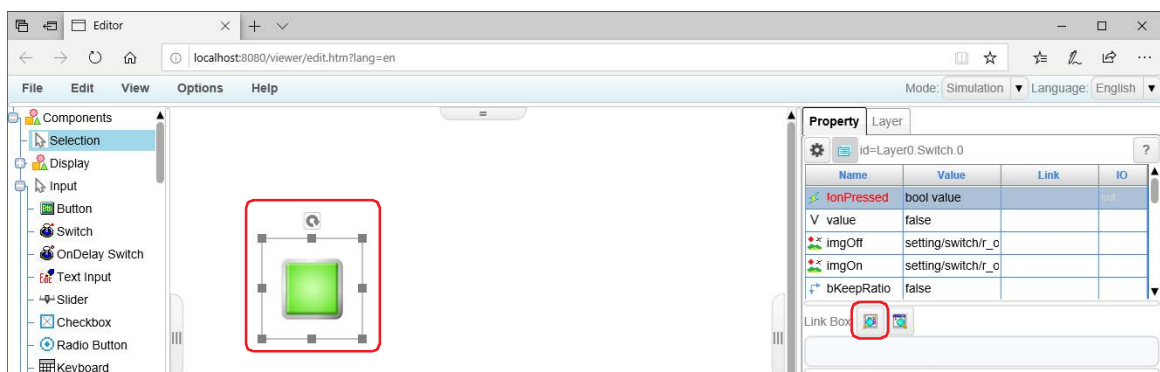 Editor
localhost:8080/viewer/edit.htm?lang=en
File Edit View Options Help Mode: Simulation Language: English
Components
Selection
Display
Input
Button
Switch
OnDelay Switch
Text Input
Slider
Checkbox
Radio Button
Keyboard
Property Layer
id=Layer0.Switch.0 ?
Name Value Link IO
!onPressed bool value out
V value false
imgOff setting/switch/r_o
imgOn setting/switch/r_o
bKeepRatio false
Link Box